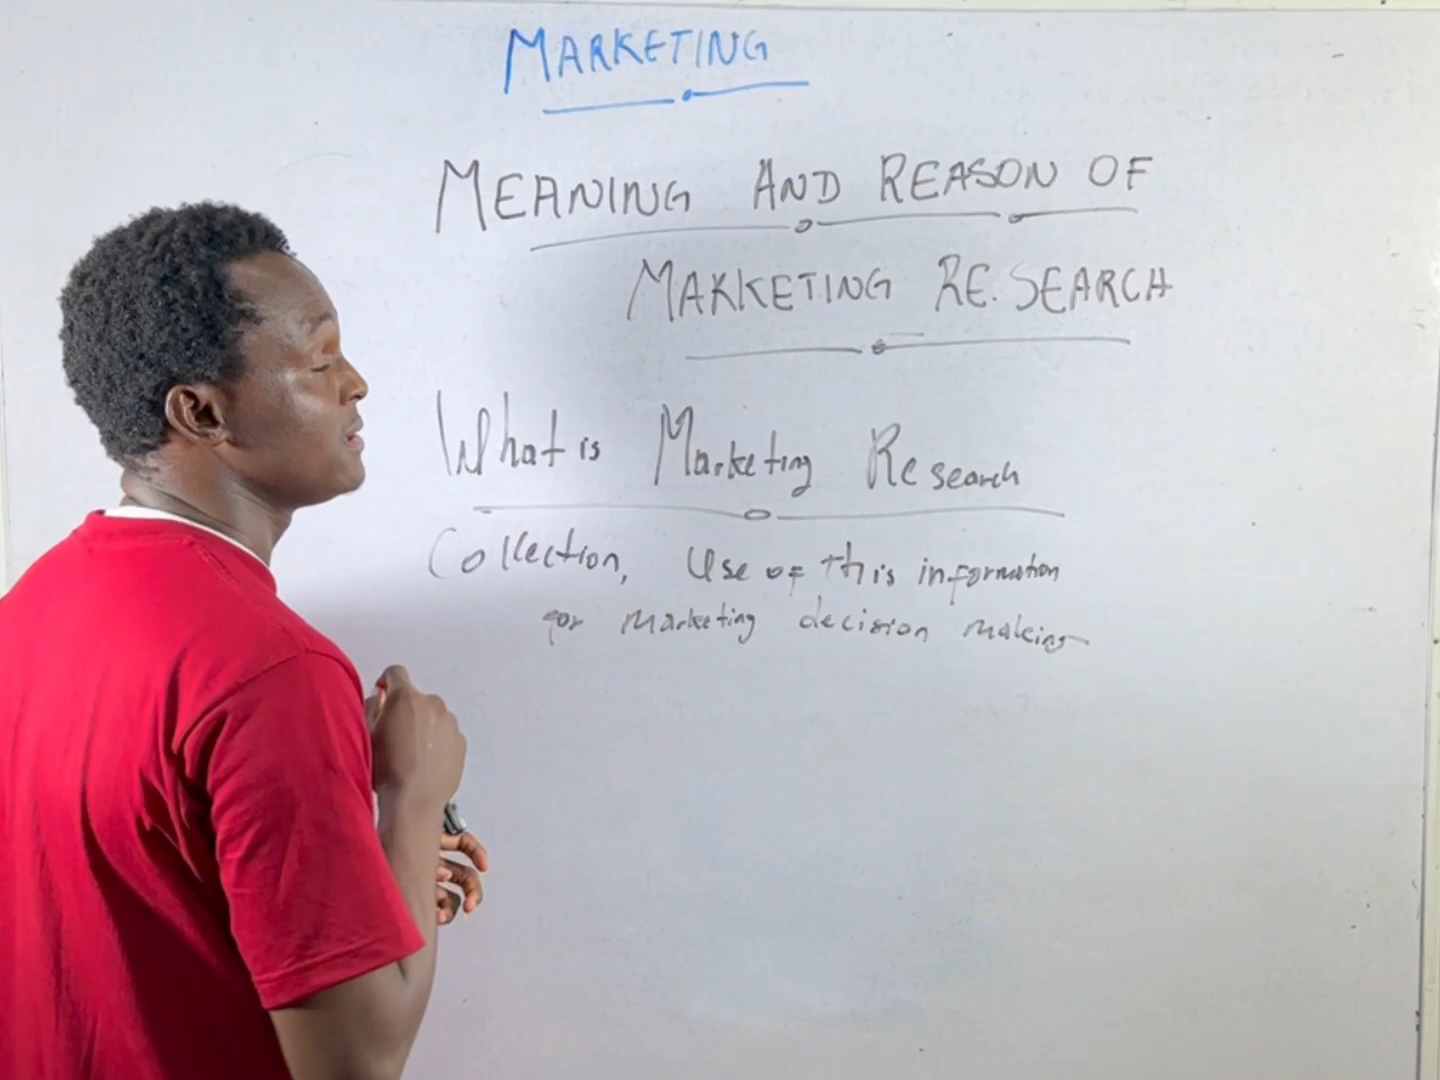 MARKETING
MEANING AND REASON OF
MARKETING RE.SEARCH
What is Marketing Research
Collection, Use of this information
for marketing decision making